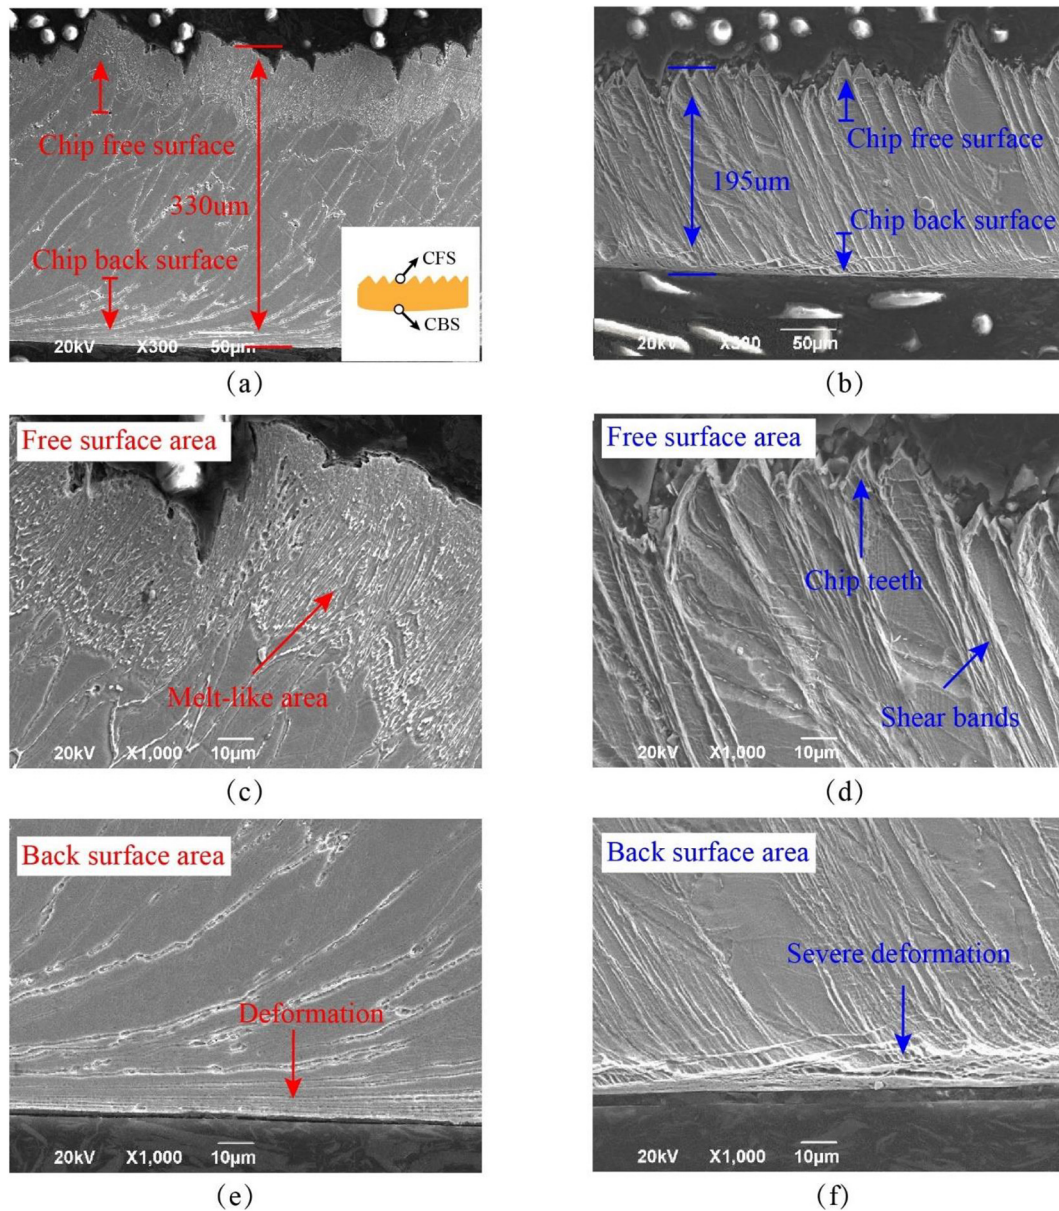 Chip free surface
330um
Chip back surface
CFS
CBS
20kV X300 50μm
(a)
Chip free surface
195um
Chip back surface
20kV X300 50μm
(b)
Free surface area
Melt-like area
20kV X1,000 10μm
(c)
Free surface area
Chip teeth
Shear bands
20kV X1,000 10μm
(d)
Back surface area
Deformation
20kV X1,000 10μm
(e)
Back surface area
Severe deformation
20kV X1,000 10μm
(f)